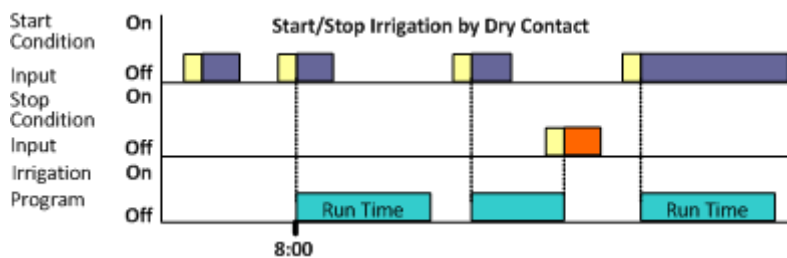 Start/Stop Irrigation by Dry Contact
Start
Condition
On
Input
Off
Stop
Condition
On
Input
Off
Irrigation
On
Program
Off
Run Time
Run Time
8:00